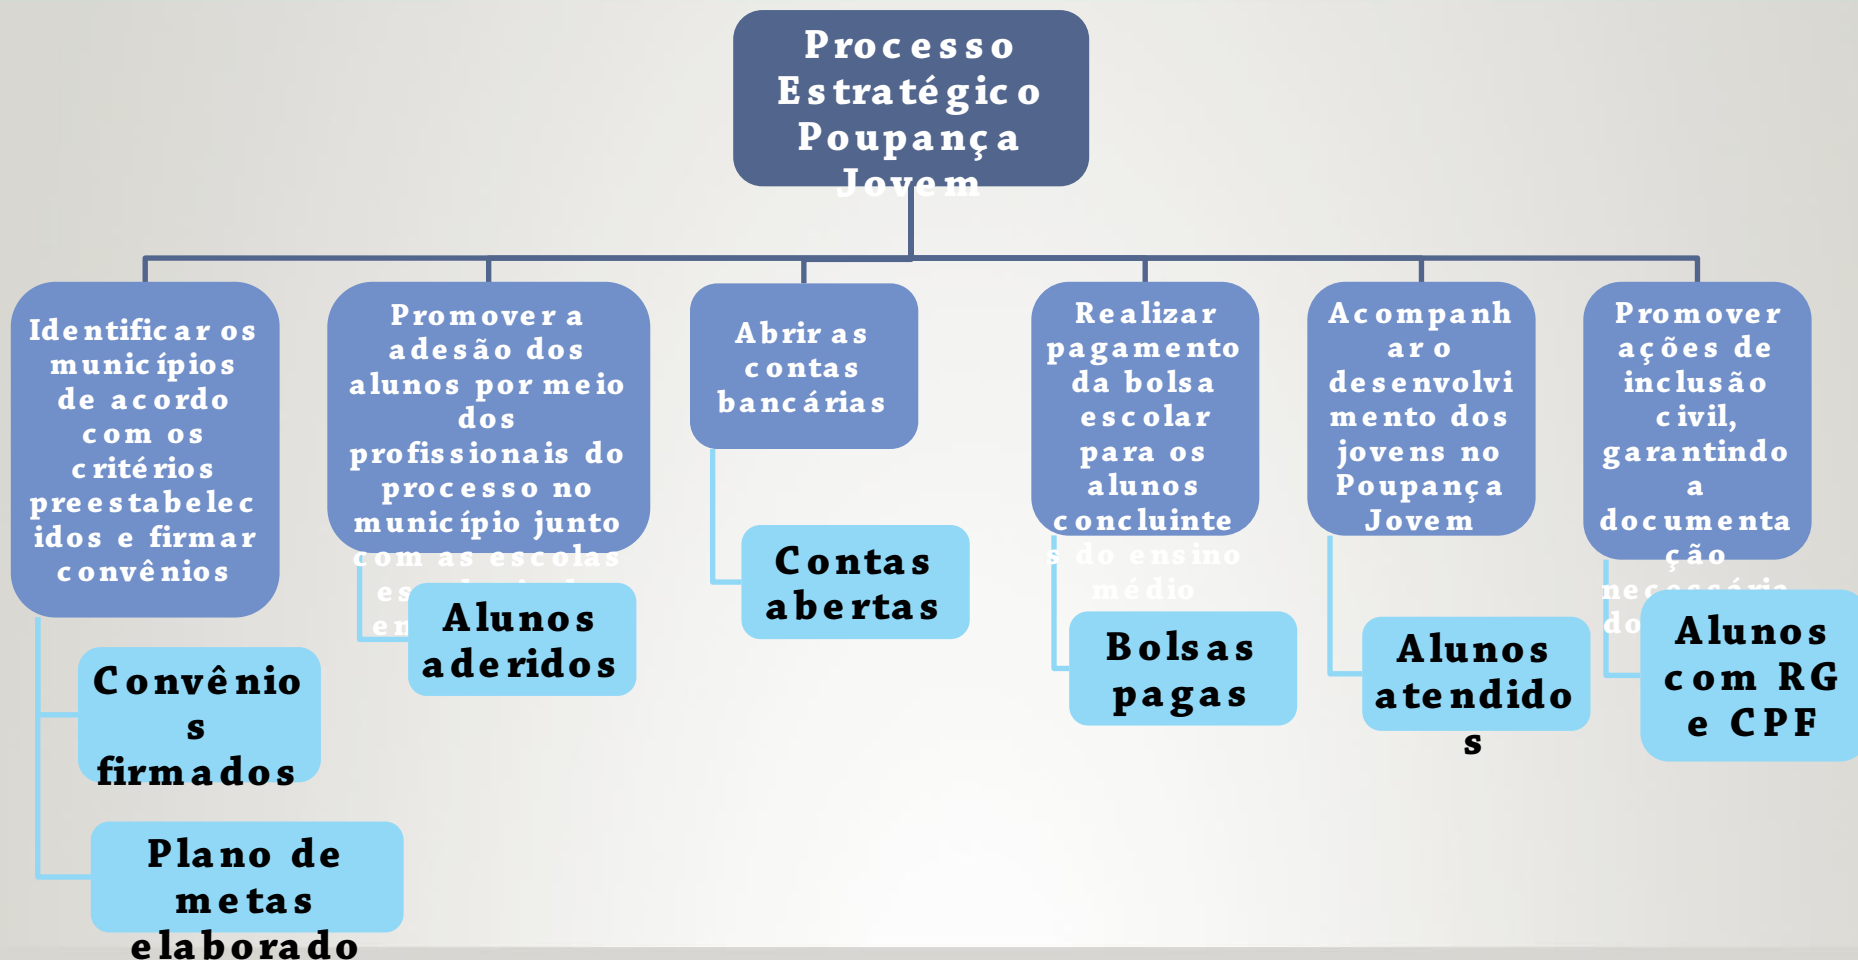 Processo
Estratégico
Poupança
Jovem
Identificar os
municípios
de acordo
com os
critérios
preestabelec
idos e firmar
convênios
Convênio
s
firmados
Plano de
metas
elaborado
Promover a
adesão dos
alunos por meio
dos
profissionais do
processo no
município junto
com as escolas
Alunos
aderidos
Abrir as
contas
bancárias
Contas
abertas
Realizar
pagamento
da bolsa
escolar
para os
alunos
concluinte
s do ensino
médio
Bolsas
pagas
Acompanh
ar o
desenvolvi
mento dos
jovens no
Poupança
Jovem
Alunos
atendido
s
Promover
ações de
inclusão
civil,
garantindo
a
documenta
ção
necessária
Alunos
com RG
e CPF